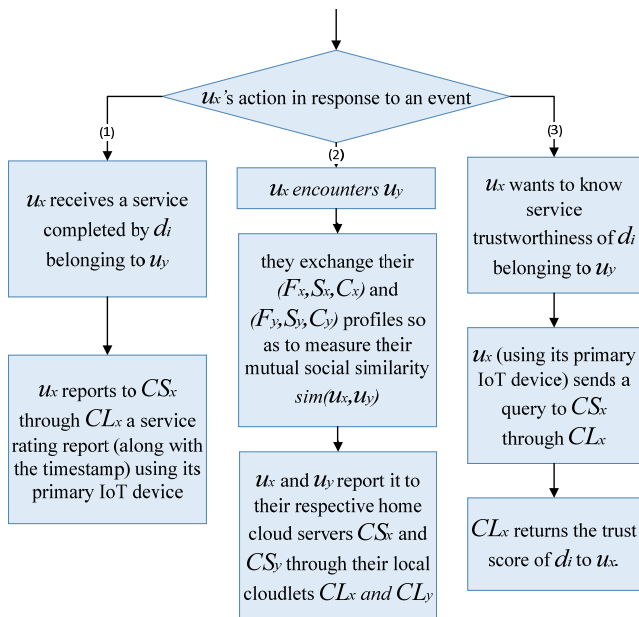 ux's action in response to an event
(1)
(2)
(3)
ux receives a service
completed by di
belonging to uy
ux reports to CSx
through CLx a service
rating report (along with
the timestamp) using its
primary IoT device
ux encounters uy
they exchange their
(Fx,Sx,Cx) and
(Fy,Sy,Cy) profiles so
as to measure their
mutual social similarity
sim(ux,uy)
ux and uy report it to
their respective home
cloud servers CSx and
CSy through their local
cloudlets CLx and CLy
ux wants to know
service
trustworthiness of di
belonging to uy
ux (using its primary
IoT device) sends a
query to CSx
through CLx
CLx returns the trust
score of di to ux.